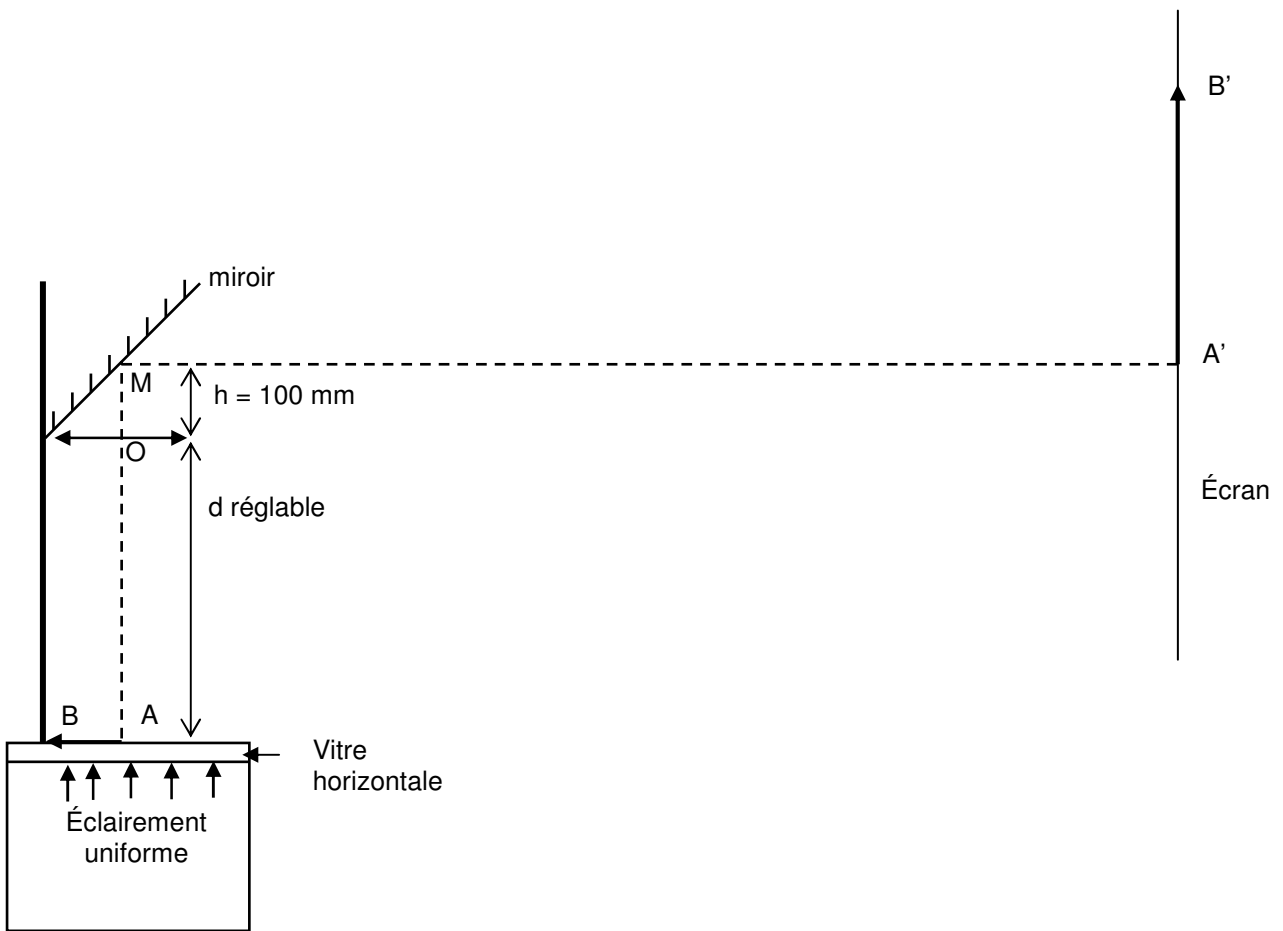 B’
miroir
A’
M
h = 100 mm
O
Écran
d réglable
B
A
Vitre
horizontale
Éclairement
uniforme